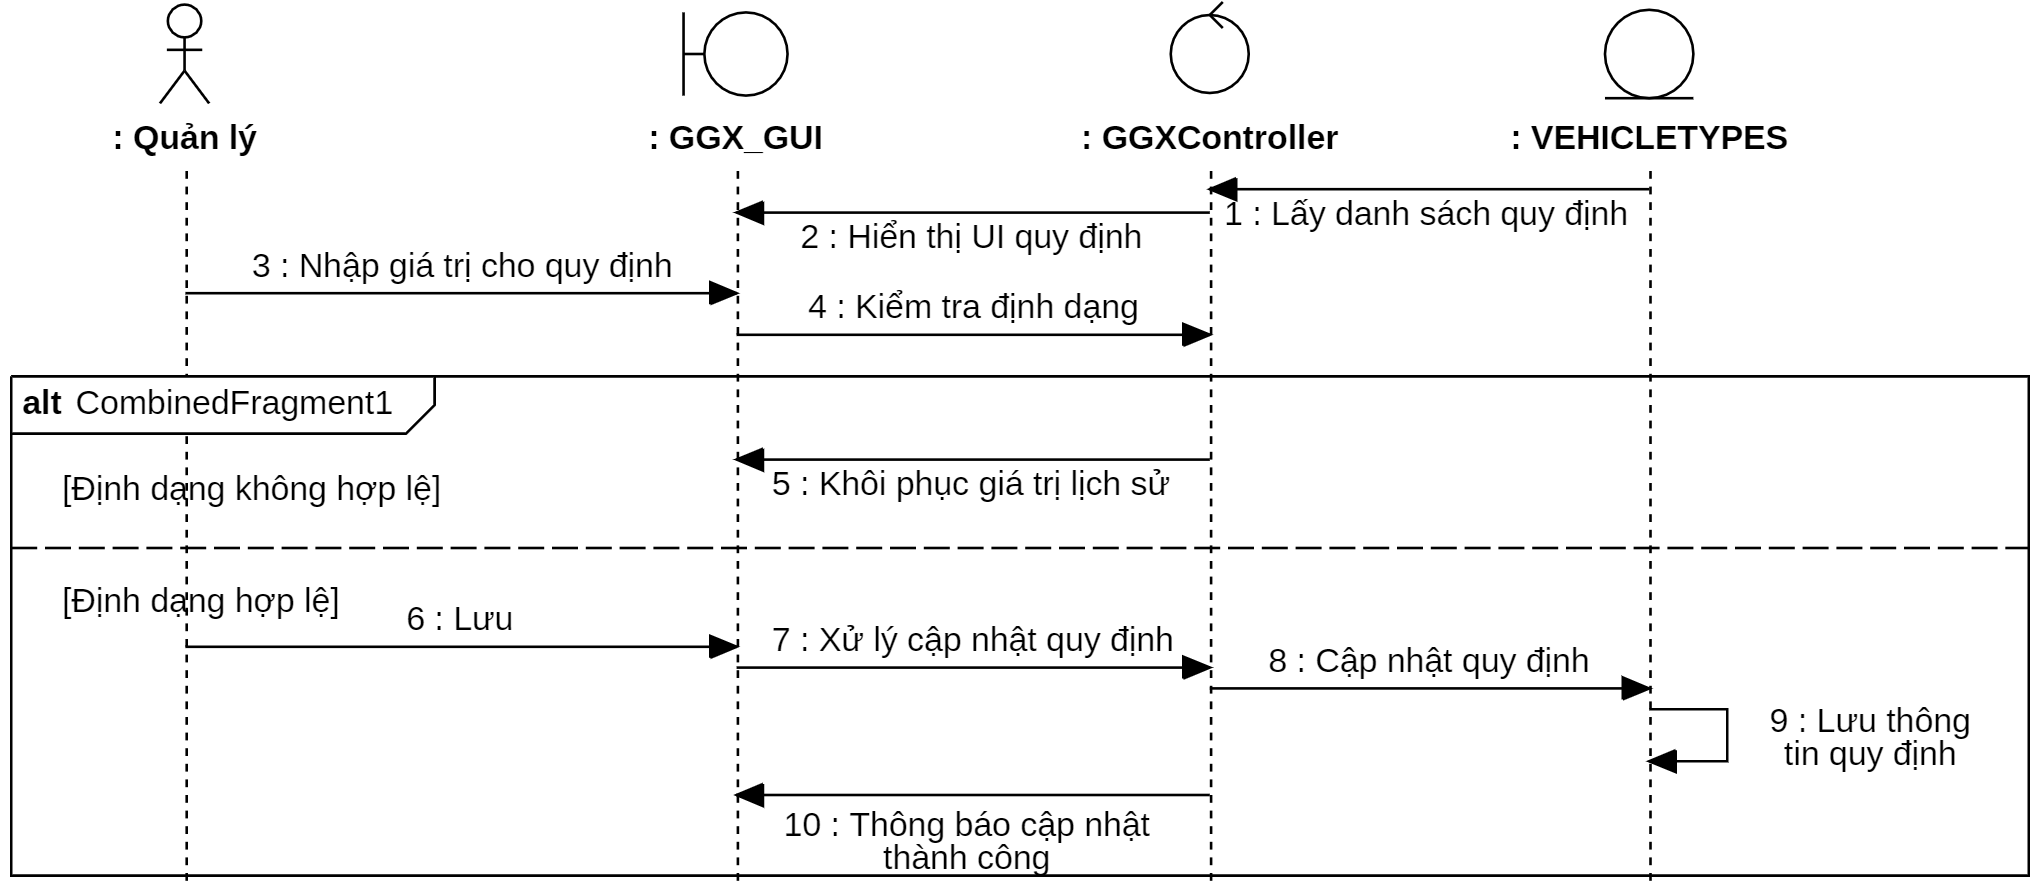 : Quản lý
: GGX_GUI
: GGXController
: VEHICLETYPES
1 : Lấy danh sách quy định
2 : Hiển thị UI quy định
3 : Nhập giá trị cho quy định
4 : Kiểm tra định dạng
alt CombinedFragment1
[Định dạng không hợp lệ]
5 : Khôi phục giá trị lịch sử
[Định dạng hợp lệ]
6 : Lưu
7 : Xử lý cập nhật quy định
8 : Cập nhật quy định
9 : Lưu thông
tin quy định
10 : Thông báo cập nhật
thành công